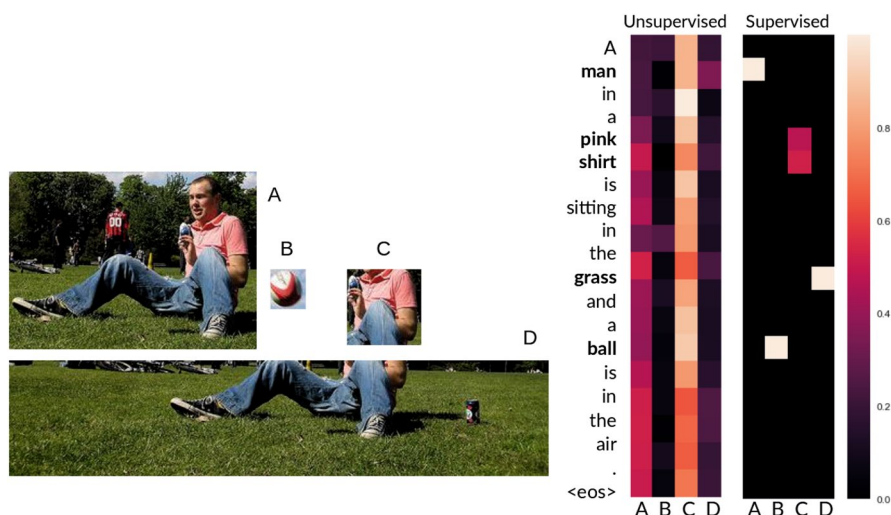 Unsupervised Supervised
A
man
in
a
pink
shirt
is
sitting
in
the
grass
and
a
ball
is
in
the
air
.
<eos>
A B C D A B C D
0.8
0.6
0.4
0.2
0.0
A
B C
D
00